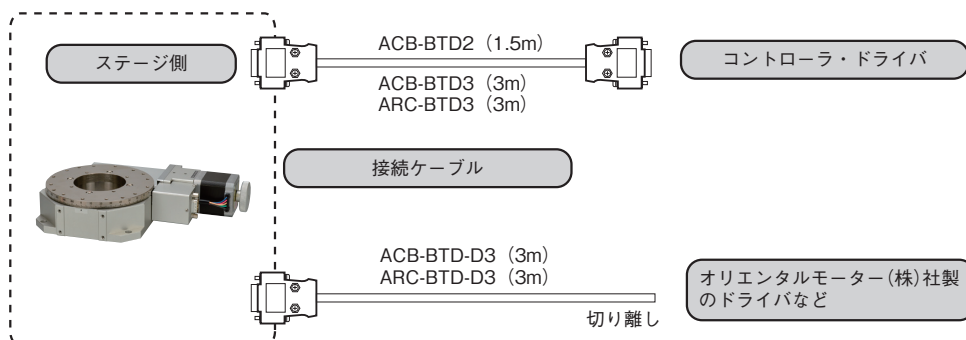 ステージ側
ACB-BTD2（1.5m）
ACB-BTD3（3m）
ARC-BTD3（3m）
コントローラ・ドライバ
接続ケーブル
ACB-BTD-D3（3m）
ARC-BTD-D3（3m）
切り離し
オリエンタルモーター(株)社製
のドライバなど